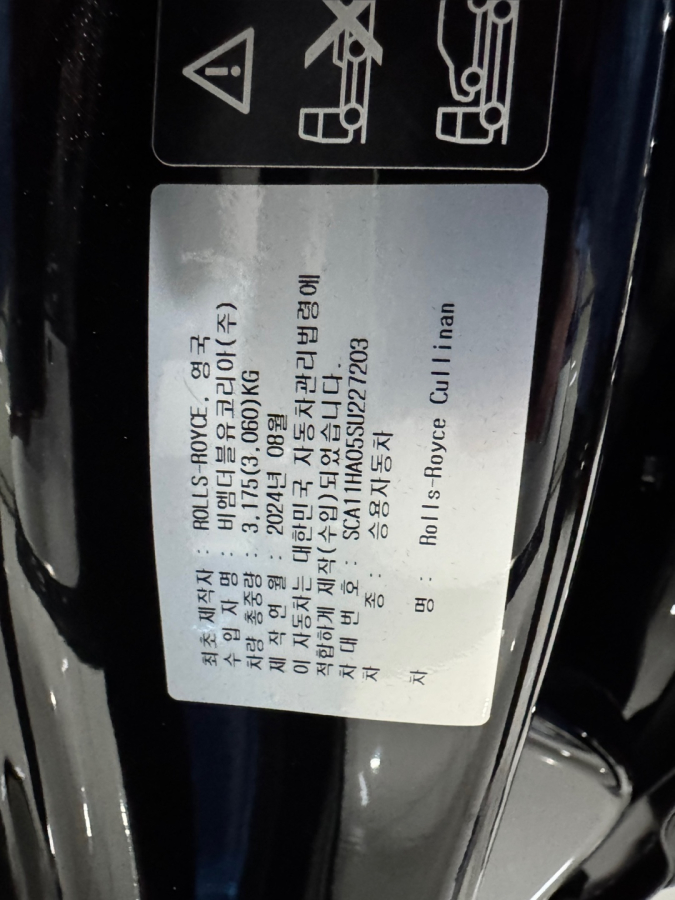 최초 제작자 : ROLLS-ROYCE, 영국
수 입 자 명 : 비엠더블유코리아(주)
차량 총중량 : 3,175(3,060)KG
제 작 연 월 : 2024년 08월
이 자동차는 대한민국 자동차관리법령에
적합하게 제작(수입)되었습니다.
차 대 번 호 : SCA11HA05SU227203
차 종 : 승용자동차
차 명 : Rolls-Royce Cullinan